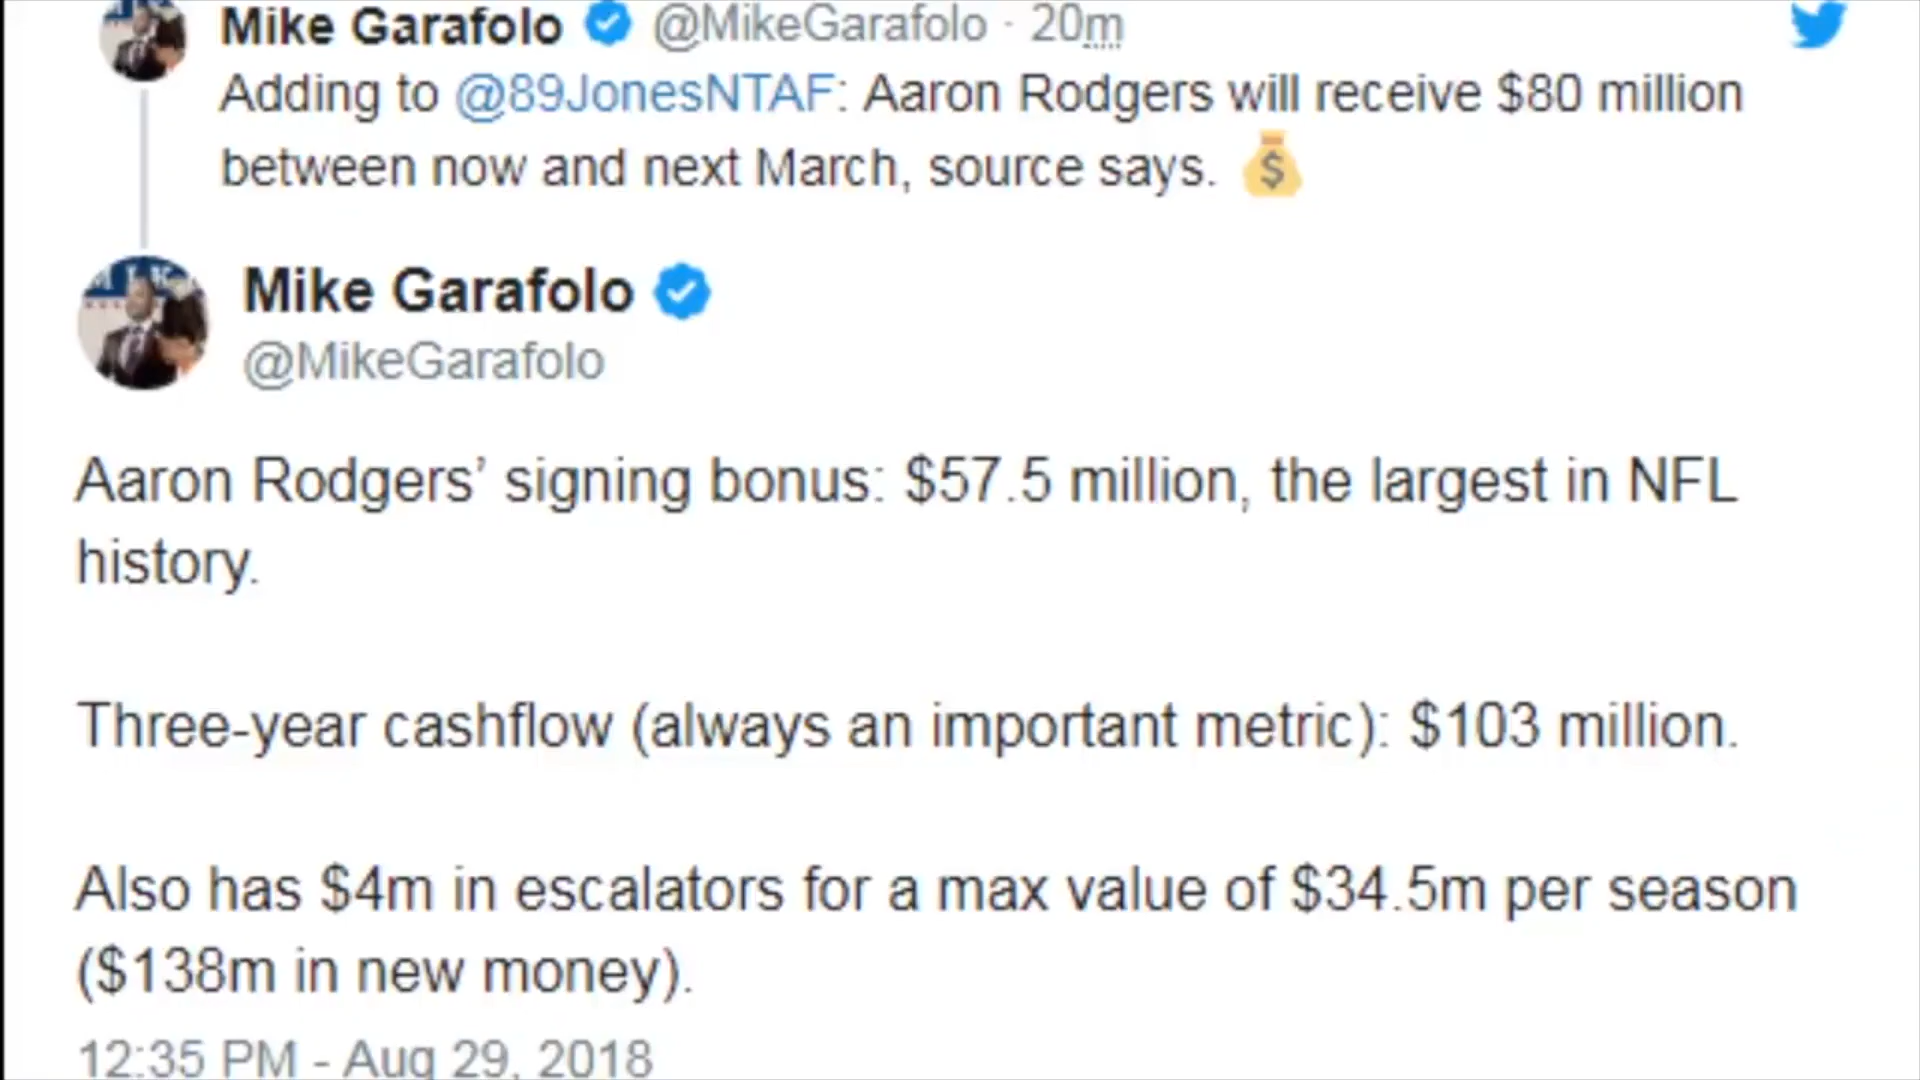 Mike Garafolo @MikeGarafolo · 20m
Adding to @89JonesNTAF: Aaron Rodgers will receive $80 million
between now and next March, source says. 💰
Mike Garafolo
@MikeGarafolo
Aaron Rodgers’ signing bonus: $57.5 million, the largest in NFL
history.
Three-year cashflow (always an important metric): $103 million.
Also has $4m in escalators for a max value of $34.5m per season
($138m in new money).
12:35 PM - Aug 29, 2018